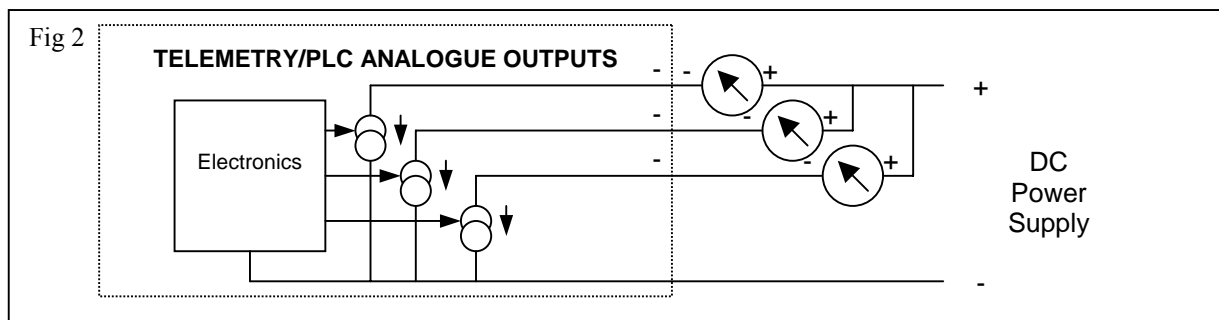 Fig 2
TELEMETRY/PLC ANALOGUE OUTPUTS
- - +
+
- - +
Electronics
- - +
DC
Power
Supply
-